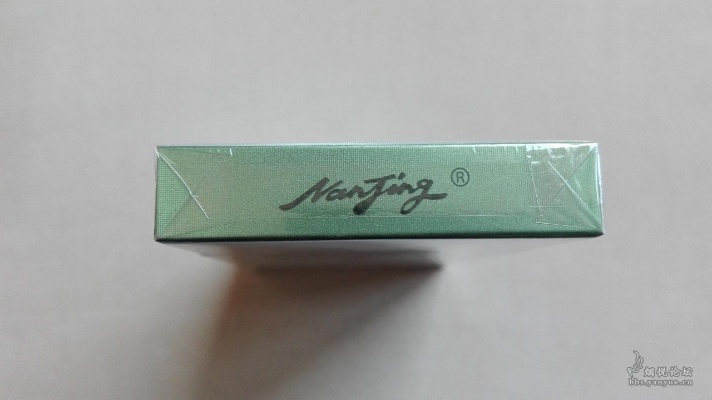 NanJing ®
烟悦论坛
bbs.yanyue.cn